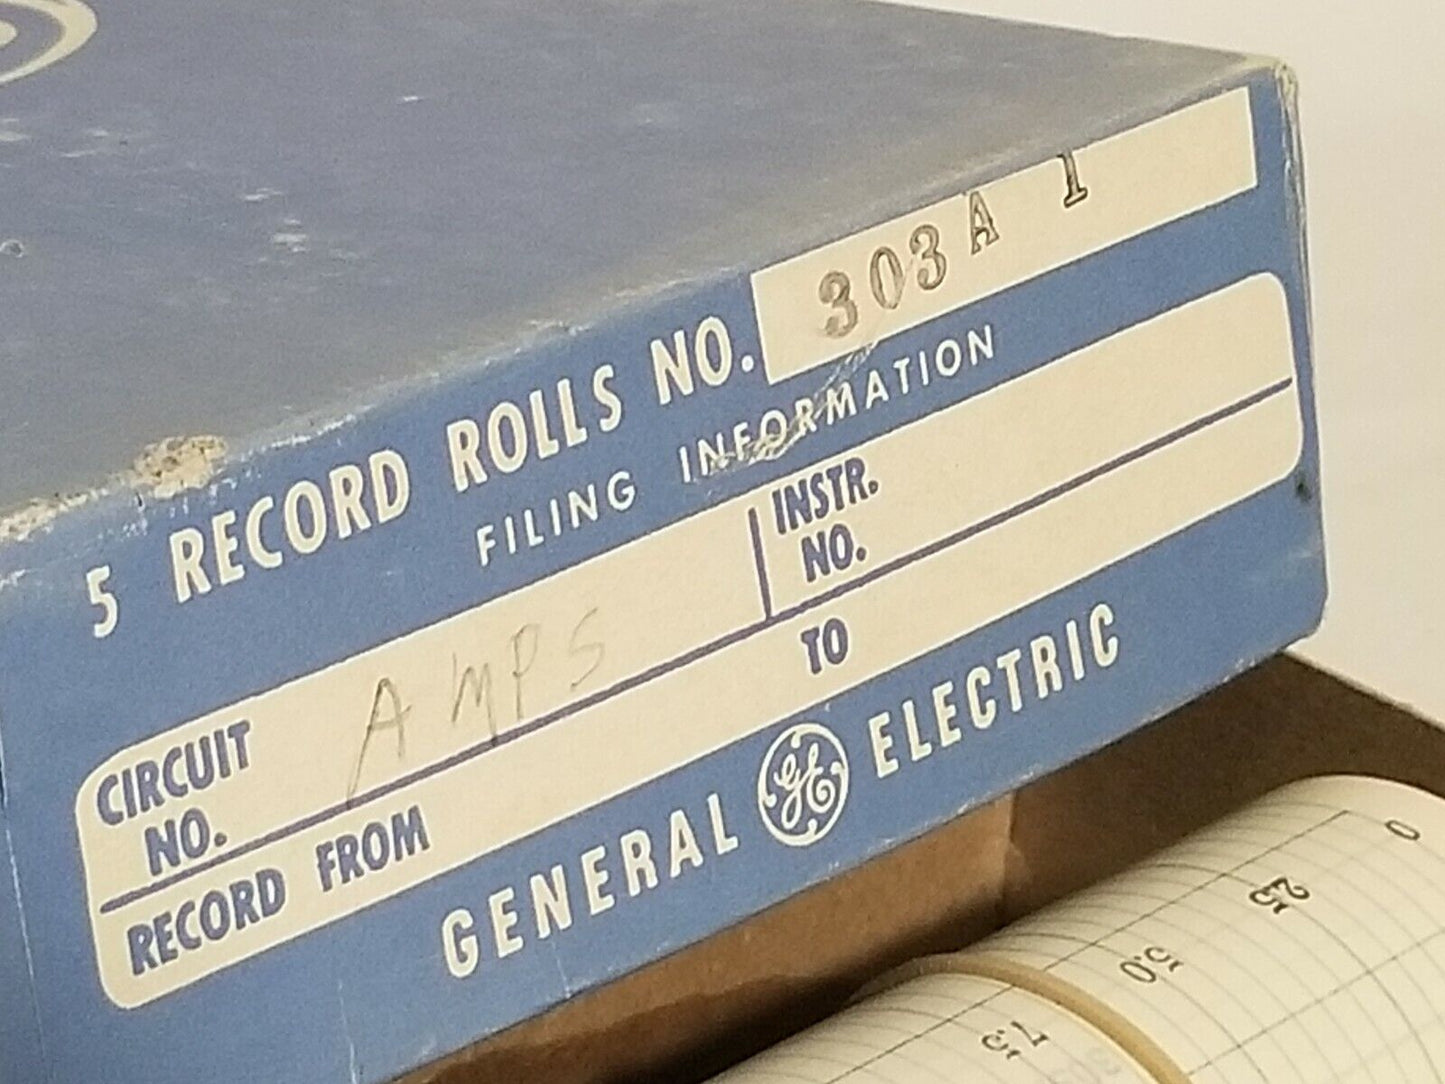 5 RECORD ROLLS NO. 303A 1
FILING INFORMATION
CIRCUIT NO. AMPS
INSTR. NO.
RECORD FROM TO
GENERAL GE ELECTRIC
0
25
5.0
7.5